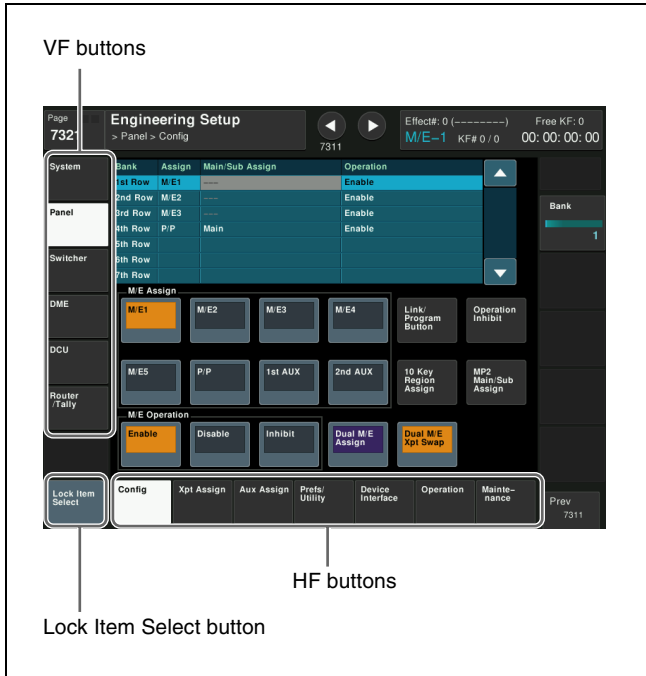 VF buttons
Page
7321
Engineering Setup
> Panel > Config
7311
Effect#: 0 (--------)
M/E-1 KF# 0 / 0
Free KF: 0
00: 00: 00: 00
System
Panel
Switcher
DME
DCU
Router
/Tally
Bank Assign Main/Sub Assign Operation
1st Row M/E1 --- Enable
2nd Row M/E2 --- Enable
3rd Row M/E3 --- Enable
4th Row P/P Main Enable
5th Row
6th Row
7th Row
Bank
1
M/E Assign
M/E1 M/E2 M/E3 M/E4
Link/
Program
Button
Operation
Inhibit
M/E5 P/P 1st AUX 2nd AUX
10 Key
Region
Assign
MP2
Main/Sub
Assign
M/E Operation
Enable Disable Inhibit
Dual M/E
Assign
Dual M/E
Xpt Swap
Lock Item
Select
Config
Xpt Assign
Aux Assign
Prefs/
Utility
Device
Interface
Operation
Mainte-
nance
Prev
7311
HF buttons
Lock Item Select button